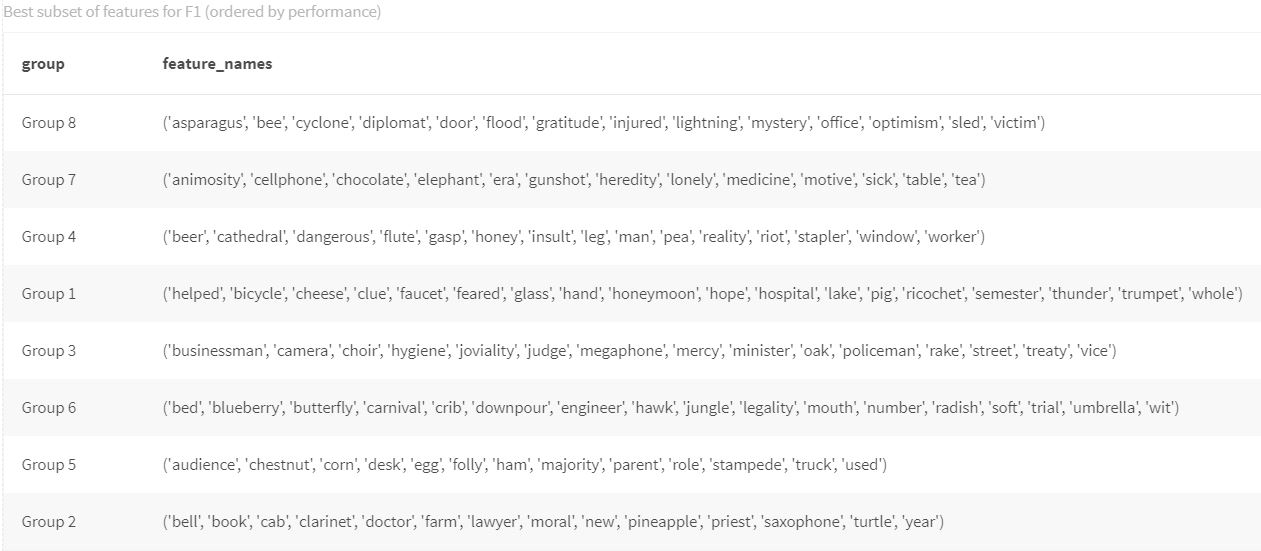 Best subset of features for F1 (ordered by performance)
group feature_names
Group 8 ('asparagus', 'bee', 'cyclone', 'diplomat', 'door', 'flood', 'gratitude', 'injured', 'lightning', 'mystery', 'office', 'optimism', 'sled', 'victim')
Group 7 ('animosity', 'cellphone', 'chocolate', 'elephant', 'era', 'gunshot', 'heredity', 'lonely', 'medicine', 'motive', 'sick', 'table', 'tea')
Group 4 ('beer', 'cathedral', 'dangerous', 'flute', 'gasp', 'honey', 'insult', 'leg', 'man', 'pea', 'reality', 'riot', 'stapler', 'window', 'worker')
Group 1 ('helped', 'bicycle', 'cheese', 'clue', 'faucet', 'feared', 'glass', 'hand', 'honeymoon', 'hope', 'hospital', 'lake', 'pig', 'ricochet', 'semester', 'thunder', 'trumpet', 'whole')
Group 3 ('businessman', 'camera', 'choir', 'hygiene', 'joviality', 'judge', 'megaphone', 'mercy', 'minister', 'oak', 'policeman', 'rake', 'street', 'treaty', 'vice')
Group 6 ('bed', 'blueberry', 'butterfly', 'carnival', 'crib', 'downpour', 'engineer', 'hawk', 'jungle', 'legality', 'mouth', 'number', 'radish', 'soft', 'trial', 'umbrella', 'wit')
Group 5 ('audience', 'chestnut', 'corn', 'desk', 'egg', 'folly', 'ham', 'majority', 'parent', 'role', 'stampede', 'truck', 'used')
Group 2 ('bell', 'book', 'cab', 'clarinet', 'doctor', 'farm', 'lawyer', 'moral', 'new', 'pineapple', 'priest', 'saxophone', 'turtle', 'year')